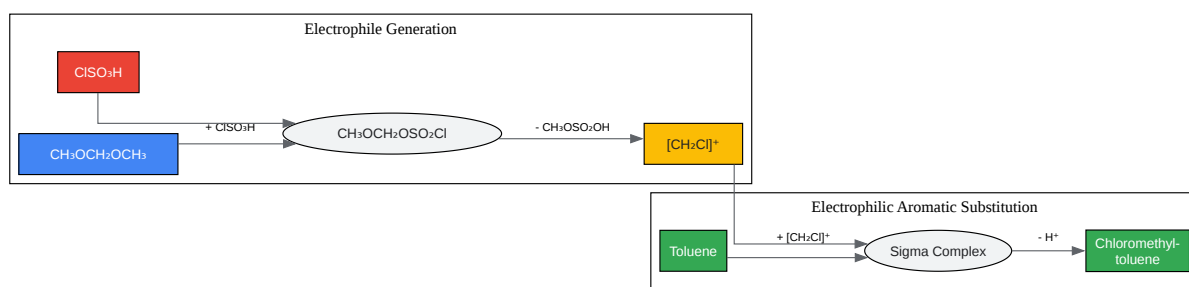 Electrophile Generation
ClSO₃H
+ ClSO₃H
CH₃OCH₂OCH₃
CH₃OCH₂OSO₂Cl
- CH₃OSO₂OH
[CH₂Cl]⁺
Electrophilic Aromatic Substitution
Toluene
+ [CH₂Cl]⁺
Sigma Complex
- H⁺
Chloromethyl-
toluene